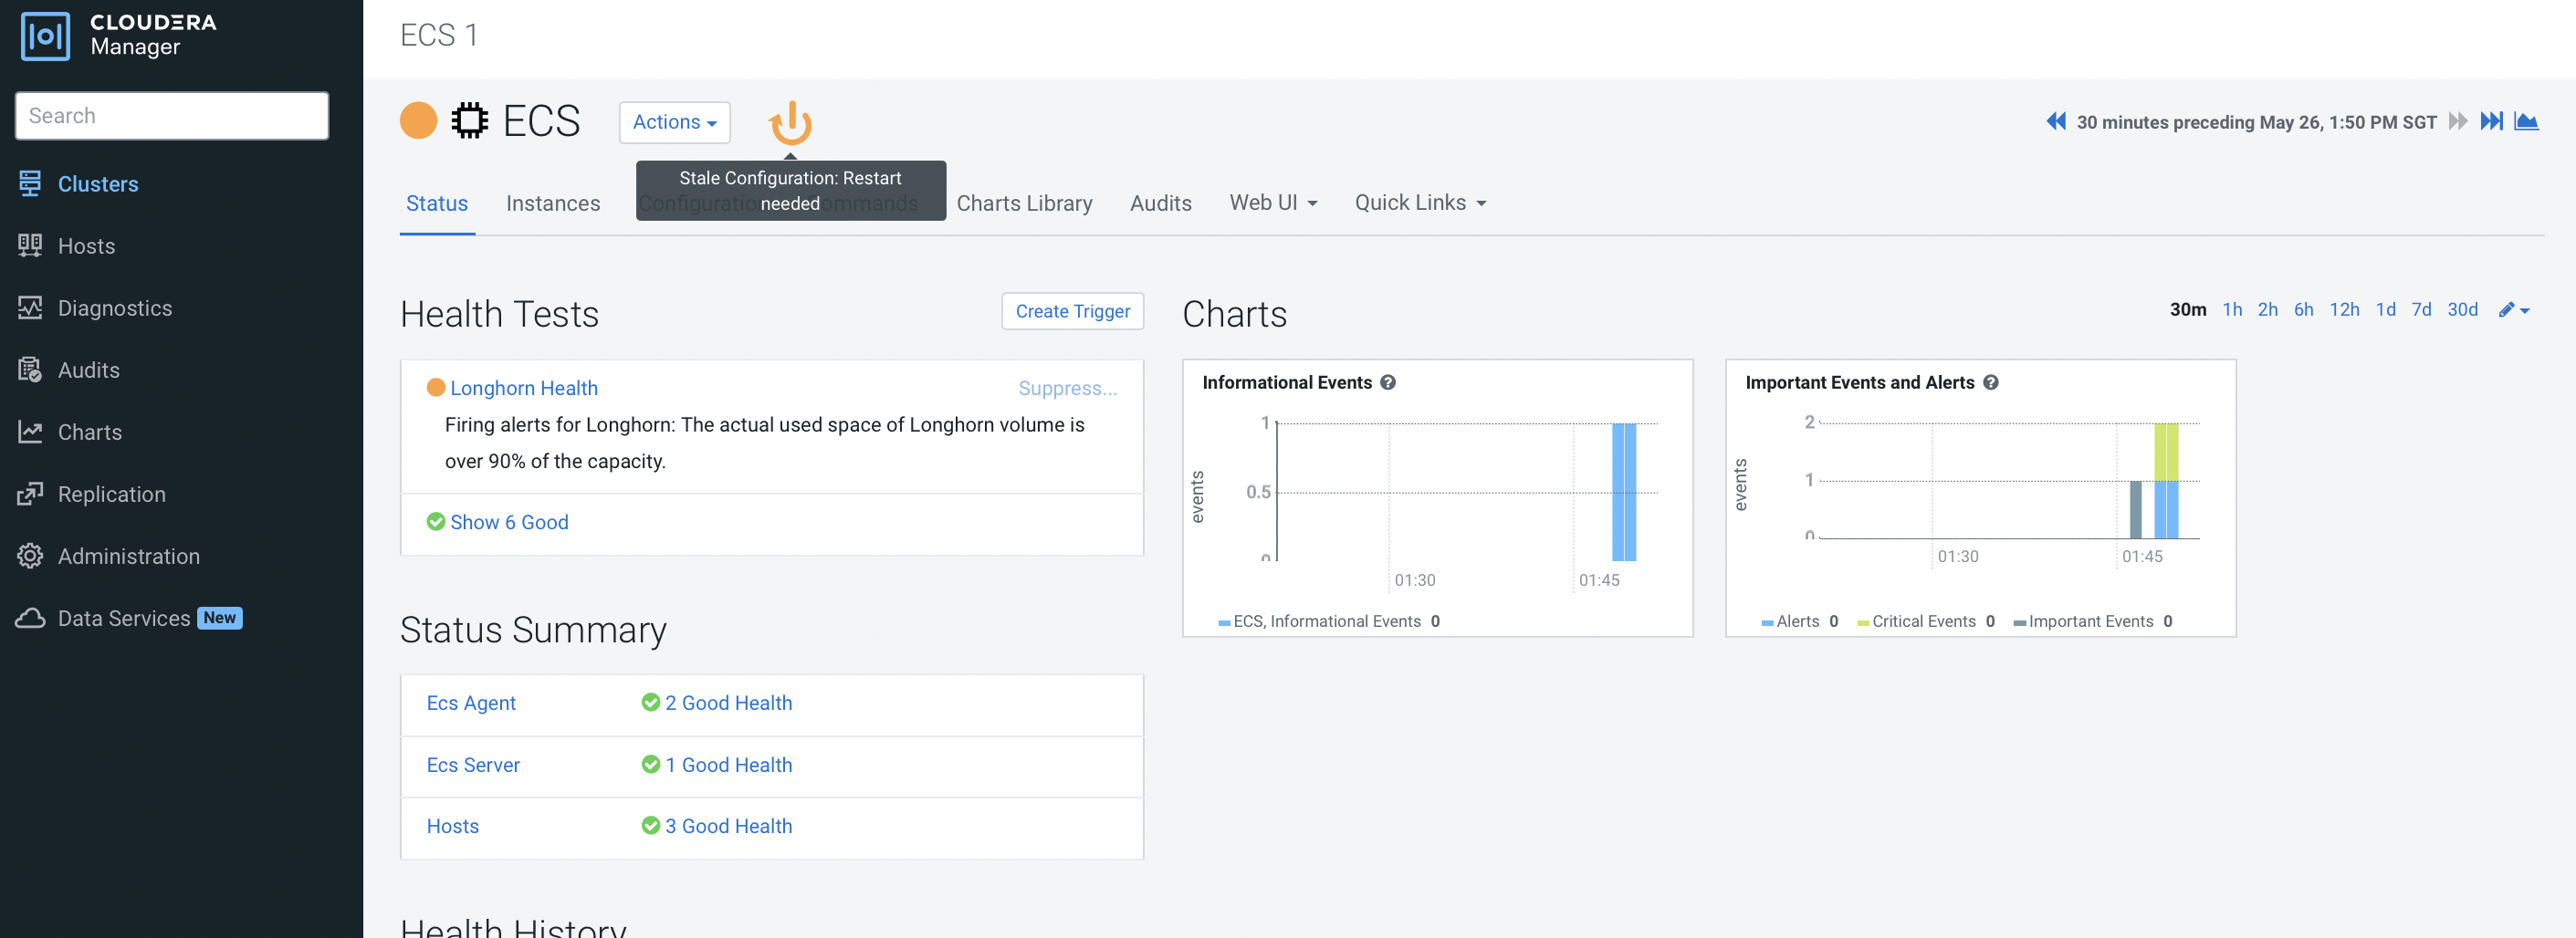 CLOUDERA
Manager
Search
Clusters
Hosts
Diagnostics
Audits
Charts
Replication
Administration
Data Services New
ECS 1
ECS Actions
30 minutes preceding May 26, 1:50 PM SGT
Stale Configuration: Restart
needed
Status Instances Charts Library Audits Web UI Quick Links
Health Tests Create Trigger
Longhorn Health Suppress...
Firing alerts for Longhorn: The actual used space of Longhorn volume is
over 90% of the capacity.
Show 6 Good
Status Summary
Ecs Agent 2 Good Health
Ecs Server 1 Good Health
Hosts 3 Good Health
Health History
Charts 30m 1h 2h 6h 12h 1d 7d 30d
Informational Events
events
1
0.5
0
01:30 01:45
ECS, Informational Events 0
Important Events and Alerts
events
2
1
0
01:30 01:45
Alerts 0 Critical Events 0 Important Events 0